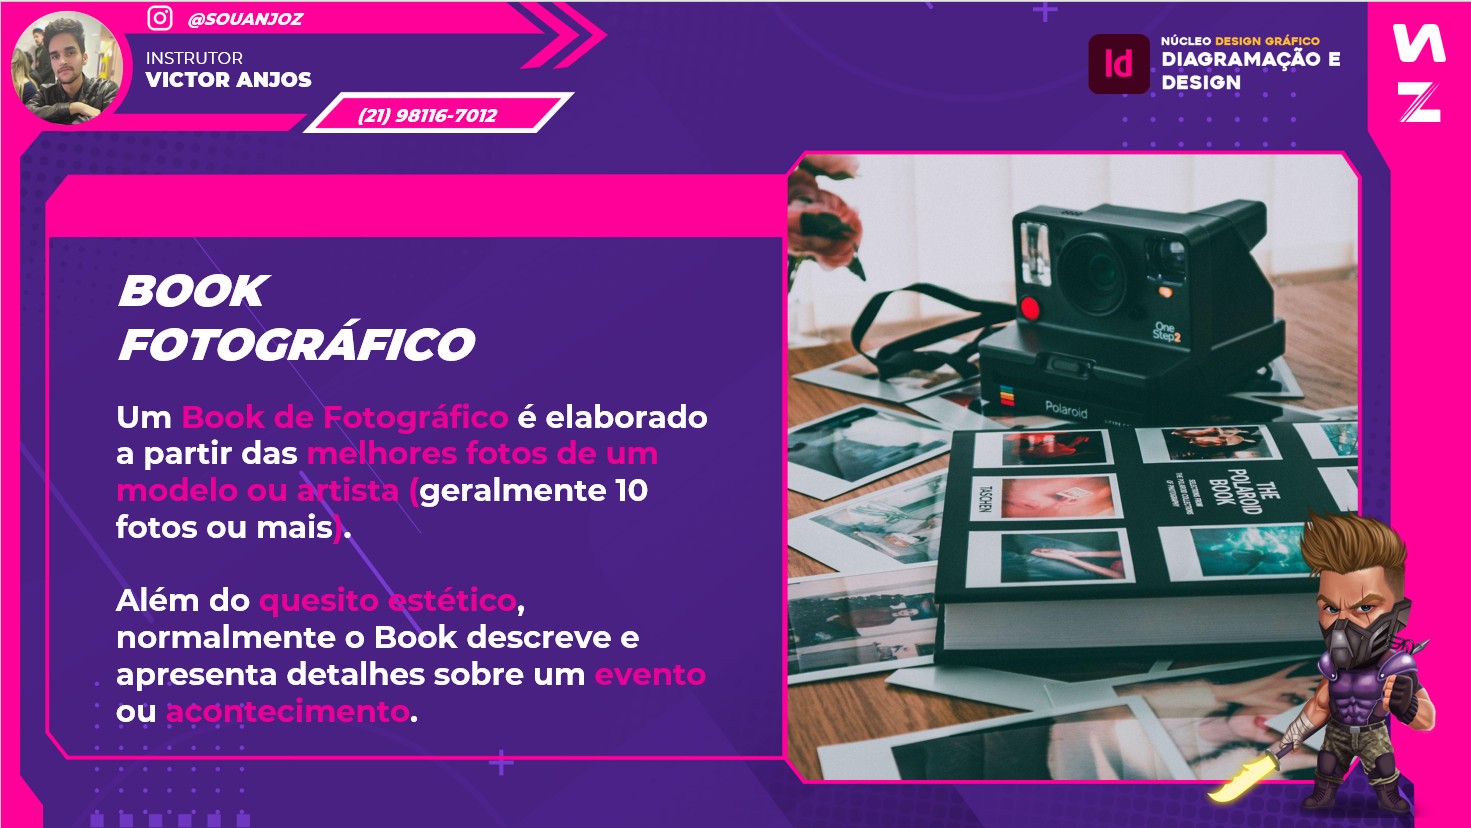 @SOUANJOZ
INSTRUTOR
VICTOR ANJOS
(21) 98116-7012
Id
NÚCLEO DESIGN GRÁFICO
DIAGRAMAÇÃO E
DESIGN
BOOK
FOTOGRÁFICO
Um Book de Fotográfico é elaborado
a partir das melhores fotos de um
modelo ou artista (geralmente 10
fotos ou mais).
Além do quesito estético,
normalmente o Book descreve e
apresenta detalhes sobre um evento
ou acontecimento.
One
Step2
Polaroid
TASCHEN
THE
POLAROID
BOOK